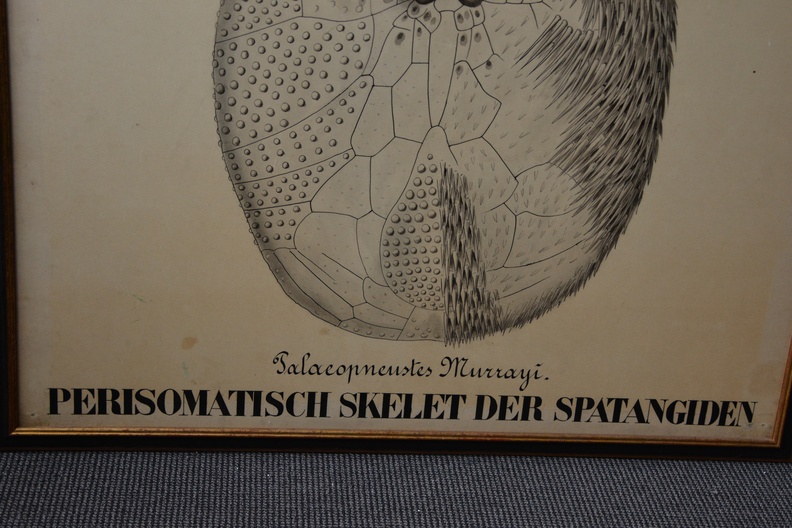 Palaeopneustes Murrayi.
PERISOMATISCH SKELET DER SPATANGIDEN